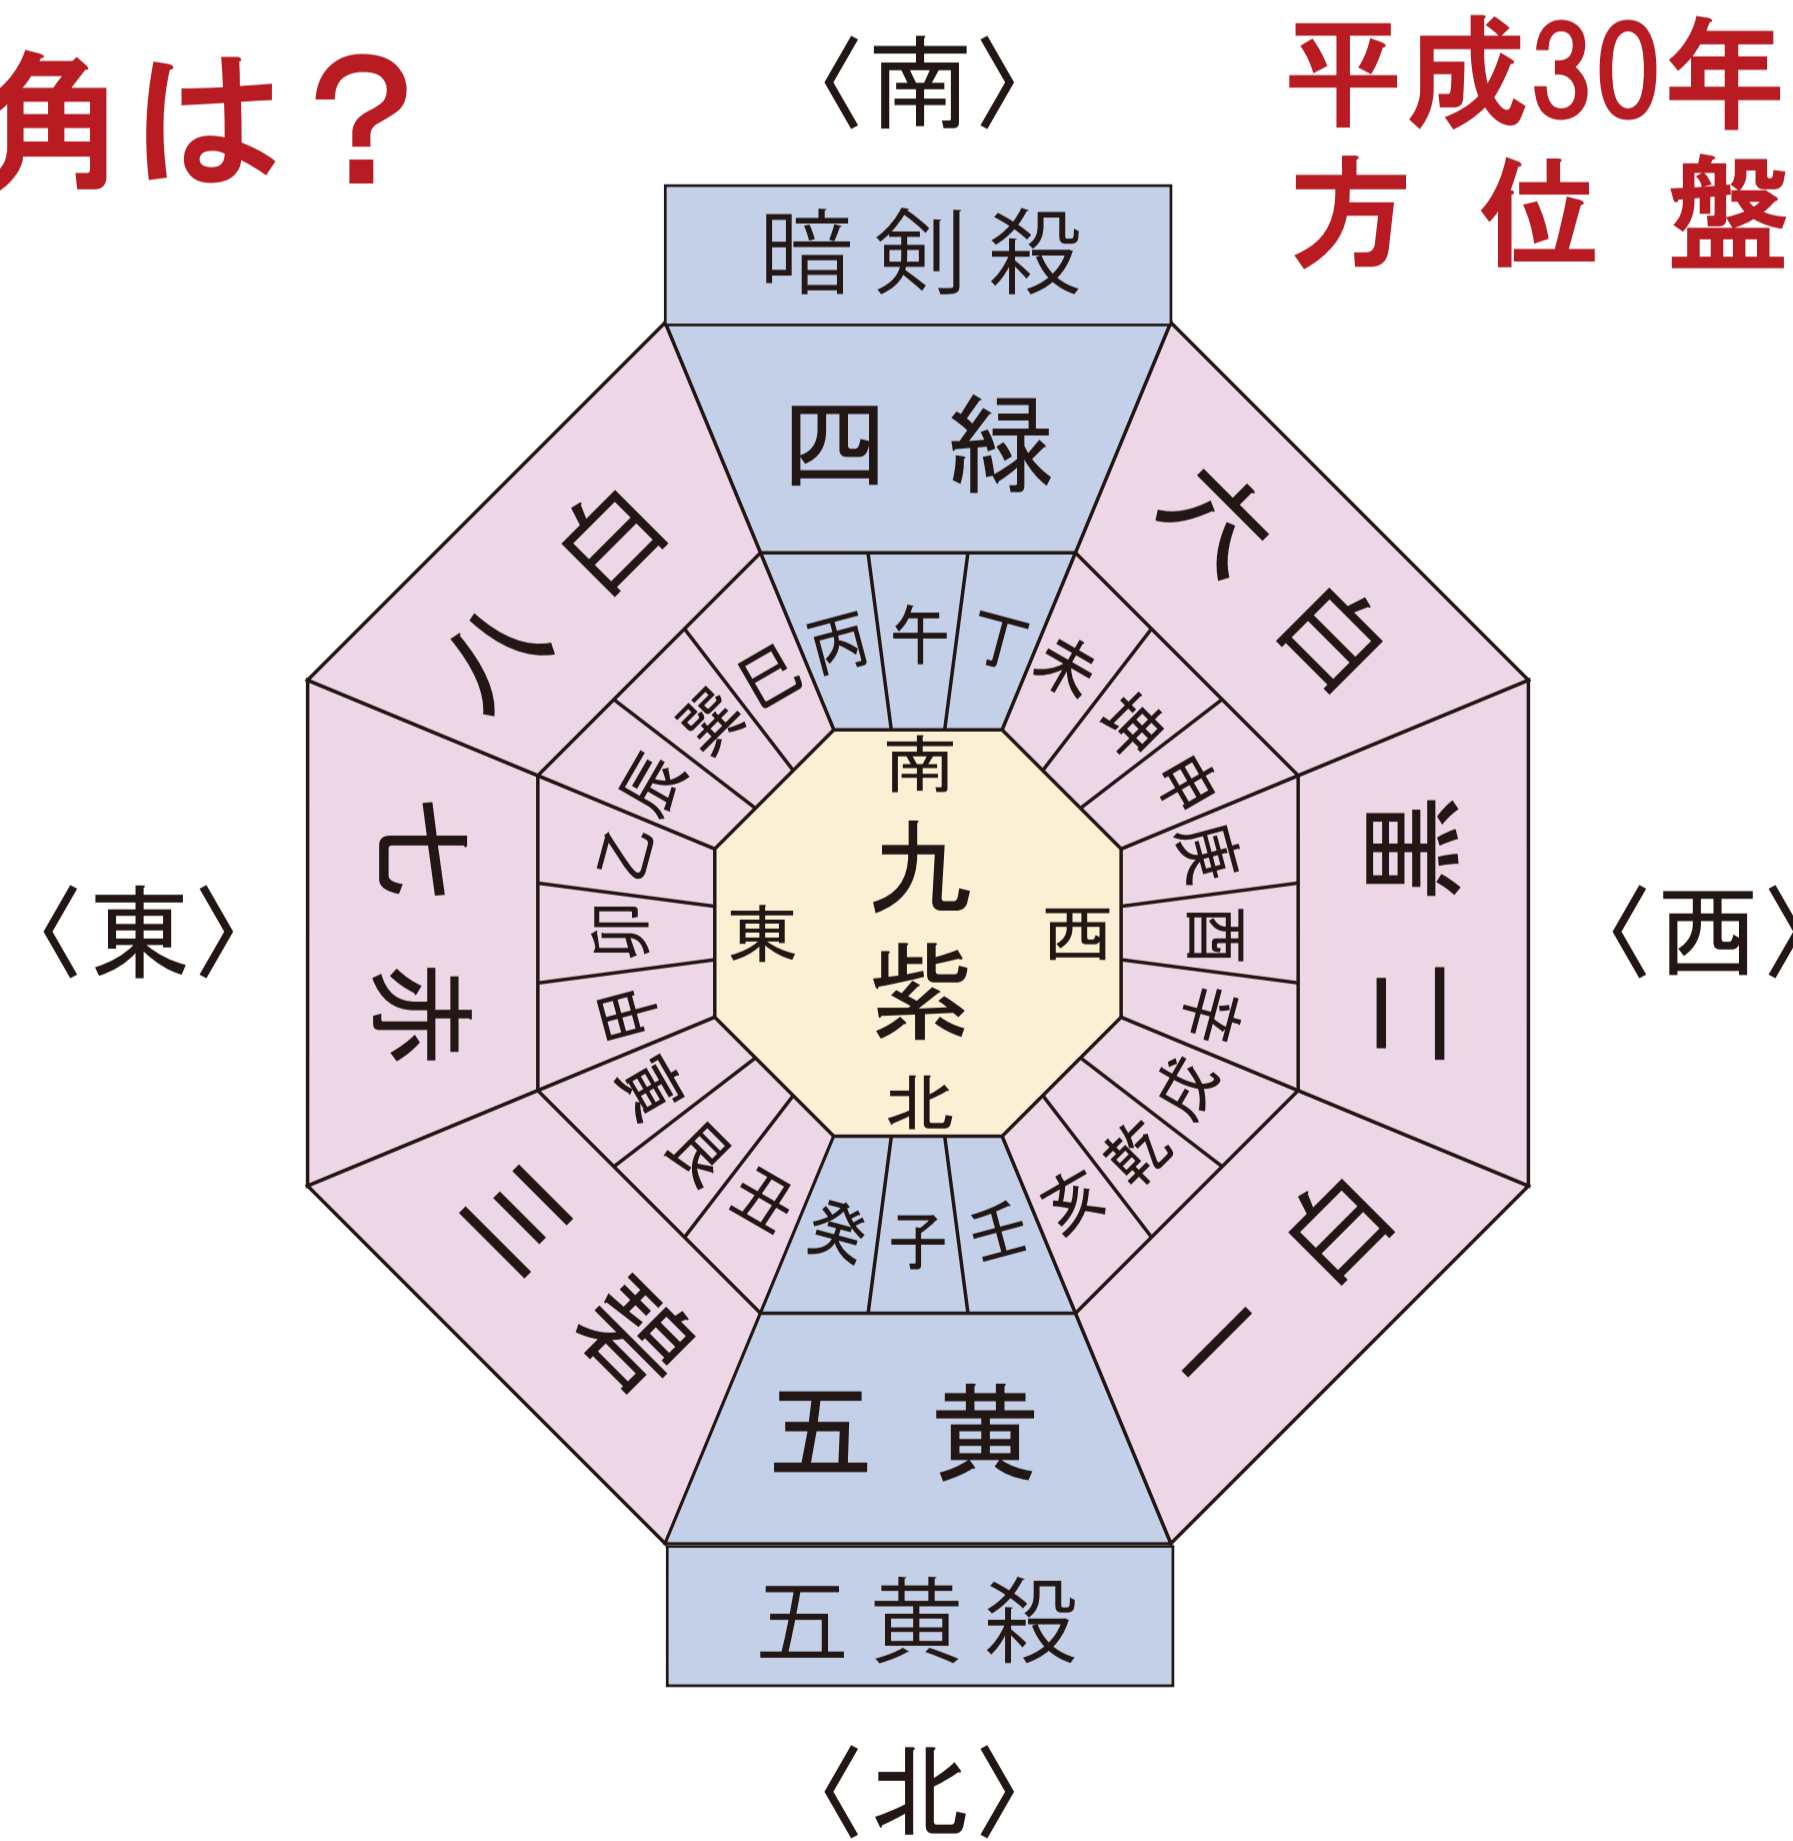 角は？
平成30年
方位盤
〈南〉
暗剣殺
四緑
六白
二黒
一白
五黄
三碧
七赤
八白
丙
午
丁
未
坤
申
庚
酉
辛
戌
乾
亥
壬
子
癸
丑
艮
寅
甲
卯
乙
辰
巽
巳
南
九紫
東
西
北
〈東〉
〈西〉
五黄殺
〈北〉